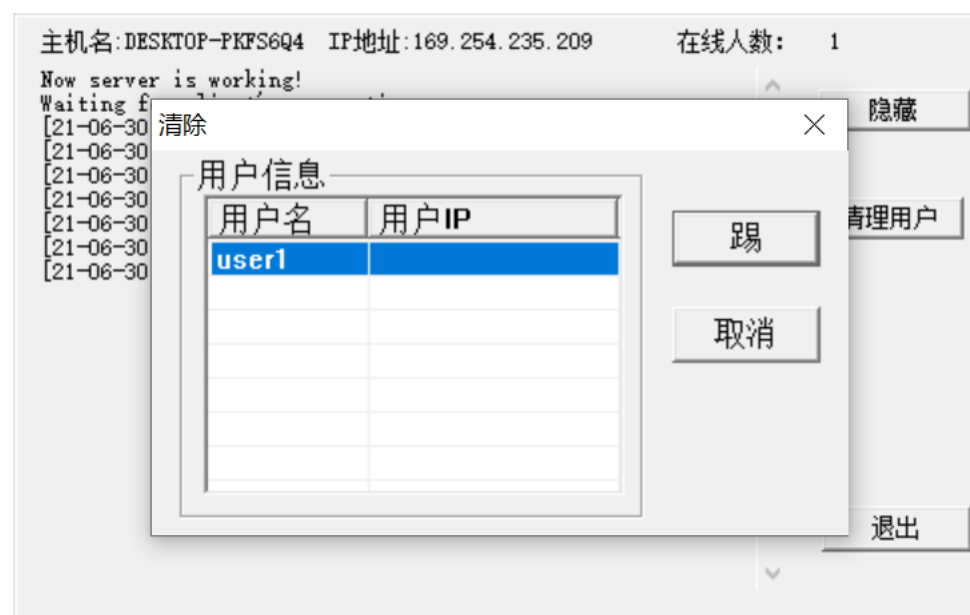 主机名:DESKTOP-PKFS6Q4 IP地址:169.254.235.209 在线人数: 1
Now server is working!
Waiting
[21-06-30
[21-06-30
[21-06-30
[21-06-30
[21-06-30
[21-06-30
[21-06-30
隐藏
清理用户
退出
清除
用户信息
用户名 用户IP
user1
踢
取消